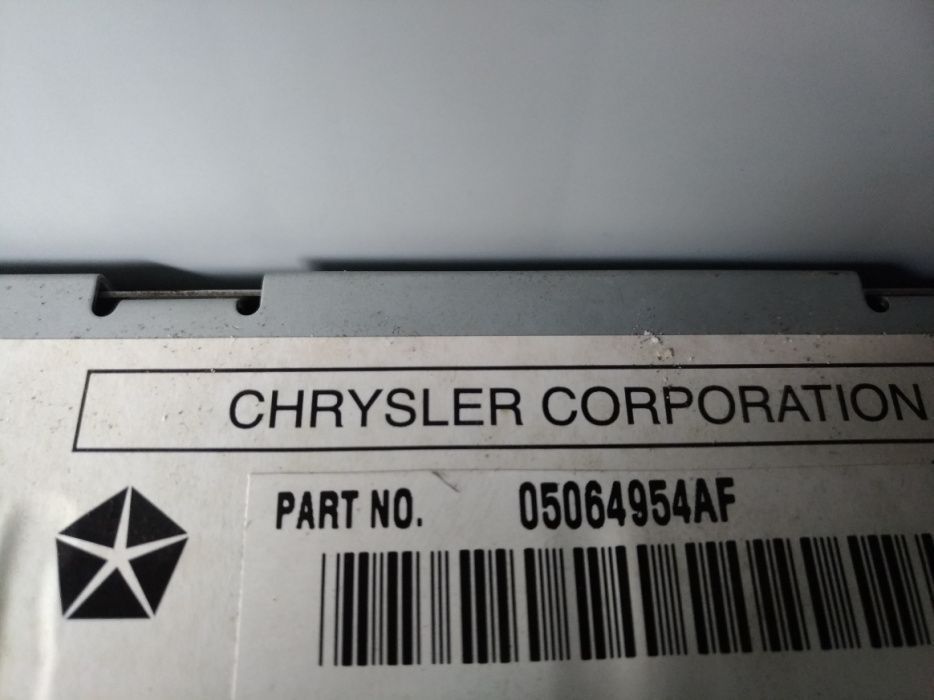 CHRYSLER CORPORATION
PART NO. 05064954AF